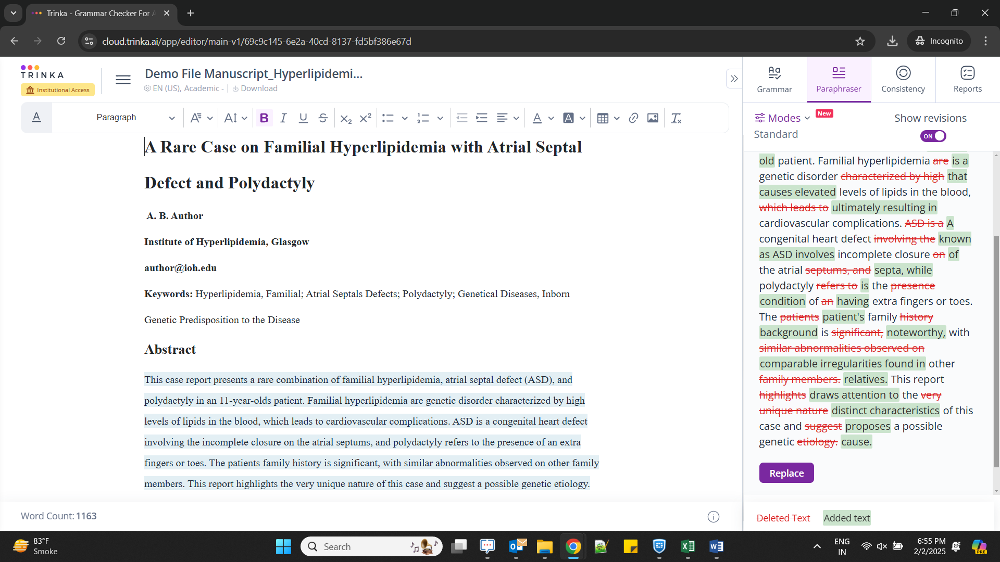 Trinka - Grammar Checker For A
cloud.trinka.ai/app/editor/main-v1/69c9c145-6e2a-40cd-8137-fd5bf386e67d
Incognito
TRINKA
Institutional Access
Demo File Manuscript_Hyperlipidemi...
EN (US), Academic - | Download
Grammar
Paraphraser
Consistency
Reports
Paragraph
Modes New
Show revisions
Standard
ON
A Rare Case on Familial Hyperlipidemia with Atrial Septal
Defect and Polydactyly
A. B. Author
Institute of Hyperlipidemia, Glasgow
author@ioh.edu
Keywords: Hyperlipidemia, Familial; Atrial Septals Defects; Polydactyly; Genetical Diseases, Inborn
Genetic Predisposition to the Disease
Abstract
This case report presents a rare combination of familial hyperlipidemia, atrial septal defect (ASD), and
polydactyly in an 11-year-olds patient. Familial hyperlipidemia are genetic disorder characterized by high
levels of lipids in the blood, which leads to cardiovascular complications. ASD is a congenital heart defect
involving the incomplete closure on the atrial septums, and polydactyly refers to the presence of an extra
fingers or toes. The patients family history is significant, with similar abnormalities observed on other family
members. This report highlights the very unique nature of this case and suggest a possible genetic etiology.
old patient. Familial hyperlipidemia are is a
genetic disorder characterized by high that
causes elevated levels of lipids in the blood,
which leads to ultimately resulting in
cardiovascular complications. ASD is a A
congenital heart defect involving the known
as ASD involves incomplete closure on of
the atrial septums, and septa, while
polydactyly refers to is the presence
condition of an having extra fingers or toes.
The patients patient's family history
background is significant, noteworthy, with
similar abnormalities observed on
comparable irregularities found in other
family members. relatives. This report
highlights draws attention to the very
unique nature distinct characteristics of this
case and suggest proposes a possible
genetic etiology. cause.
Replace
Word Count: 1163
Deleted Text Added text
83°F
Smoke
Search
ENG
IN
6:55 PM
2/2/2025
PRE